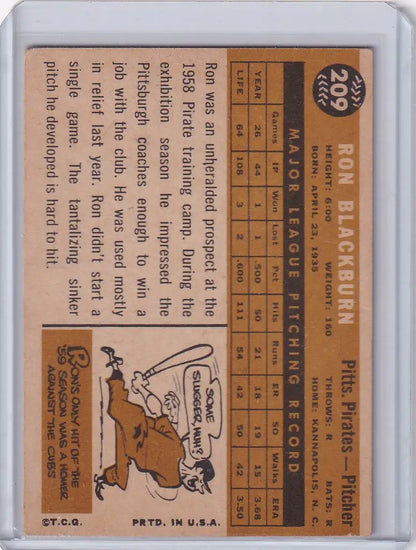 209
RON BLACKBURN
Pitts. Pirates—Pitcher
HEIGHT: 6:00 WEIGHT: 160 THROWS: R BATS: R
BORN: APRIL 23, 1935 HOME: KANNAPOLIS, N. C.
MAJOR LEAGUE PITCHING RECORD
Games IP Won Lost Pct Hits Runs ER SO Walks ERA
YEAR 26 44 1 1 .500 50 21 18 19 15 3.68
LIFE 64 108 3 2 .600 111 54 42 50 42 3.50
Ron was an unheralded prospect at the
1958 Pirate training camp. During the
exhibition season he impressed the
Pittsburgh coaches enough to win a
job with the club. He was used mostly
in relief last year. Ron didn't start a
single game. The tantalizing sinker
pitch he developed is hard to hit.
SOME
SLUGGER, HUH?
RON'S ONLY HIT OF THE
'59 SEASON WAS A HOMER
AGAINST THE CUBS
©T.C.G. PRTD. IN U.S.A.